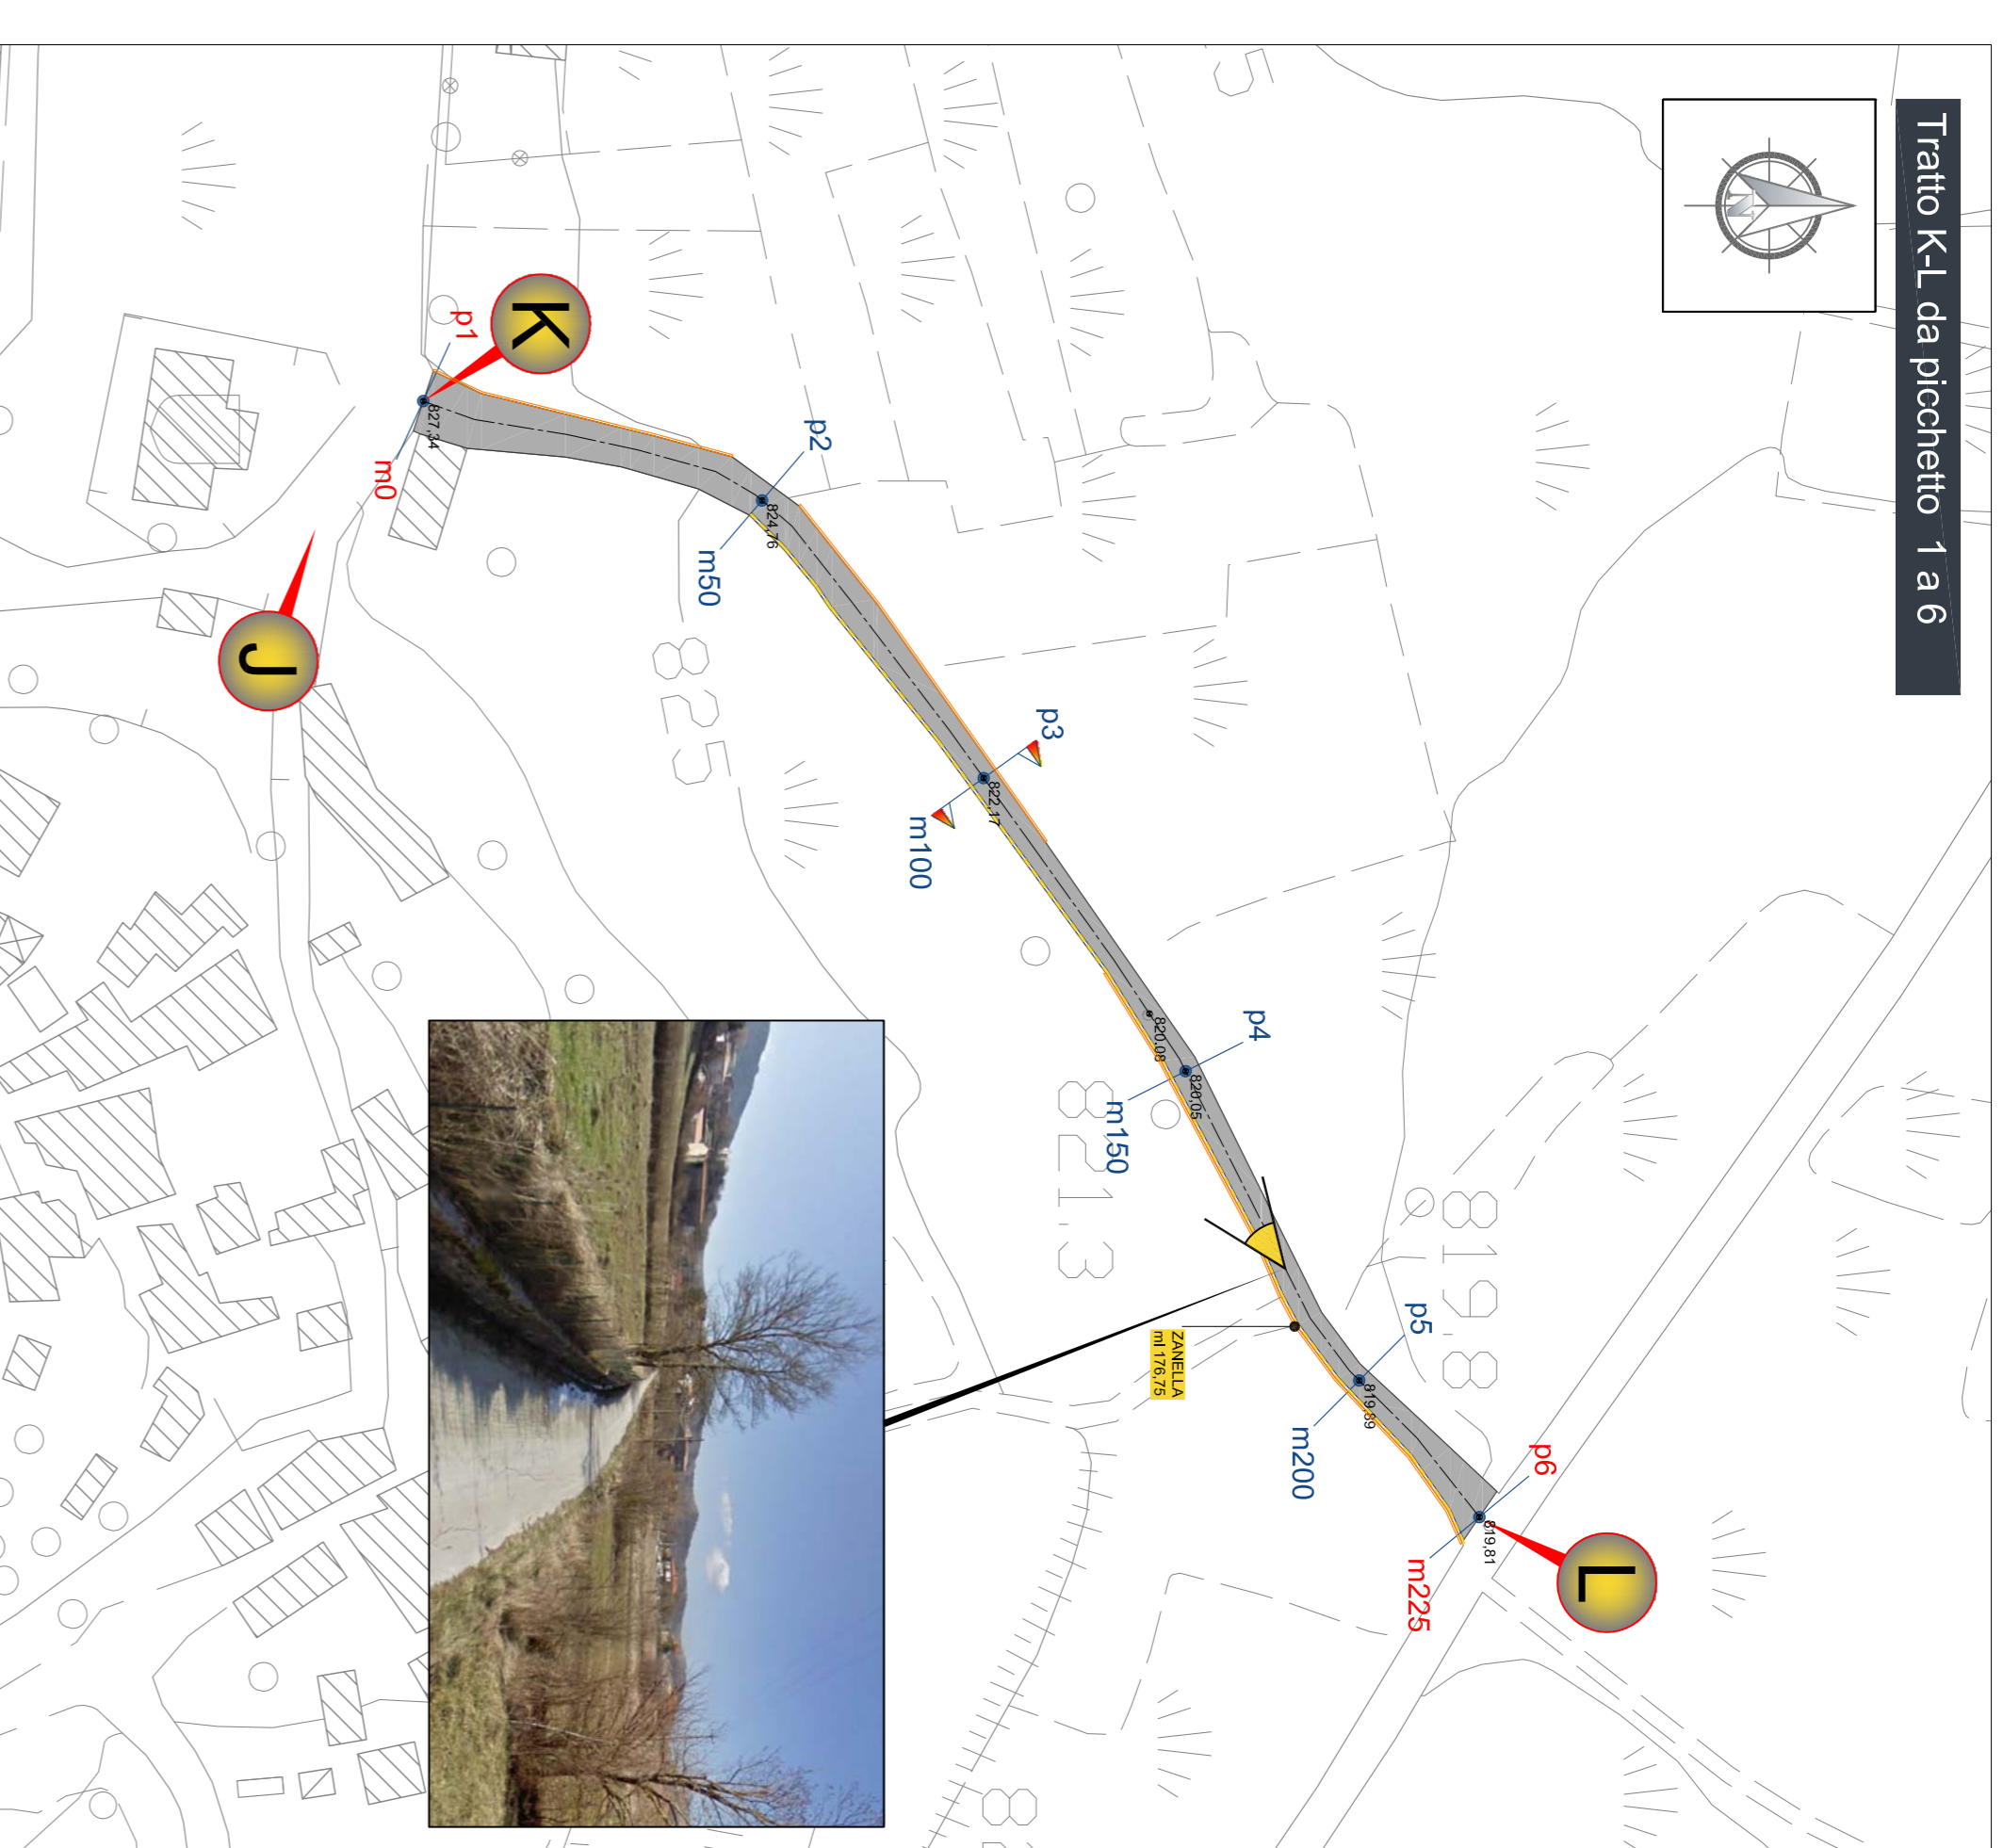 Tratto K-L da picchetto 1 a 6
N
K
p1
827,34
m0
J
p2
824,76
m50
825
p3
822,17
m100
820,08
p4
820,05
m150
821.3
819.8
ZANELLA
ml 176,75
p5
819,89
m200
p6
819,81
m225
L